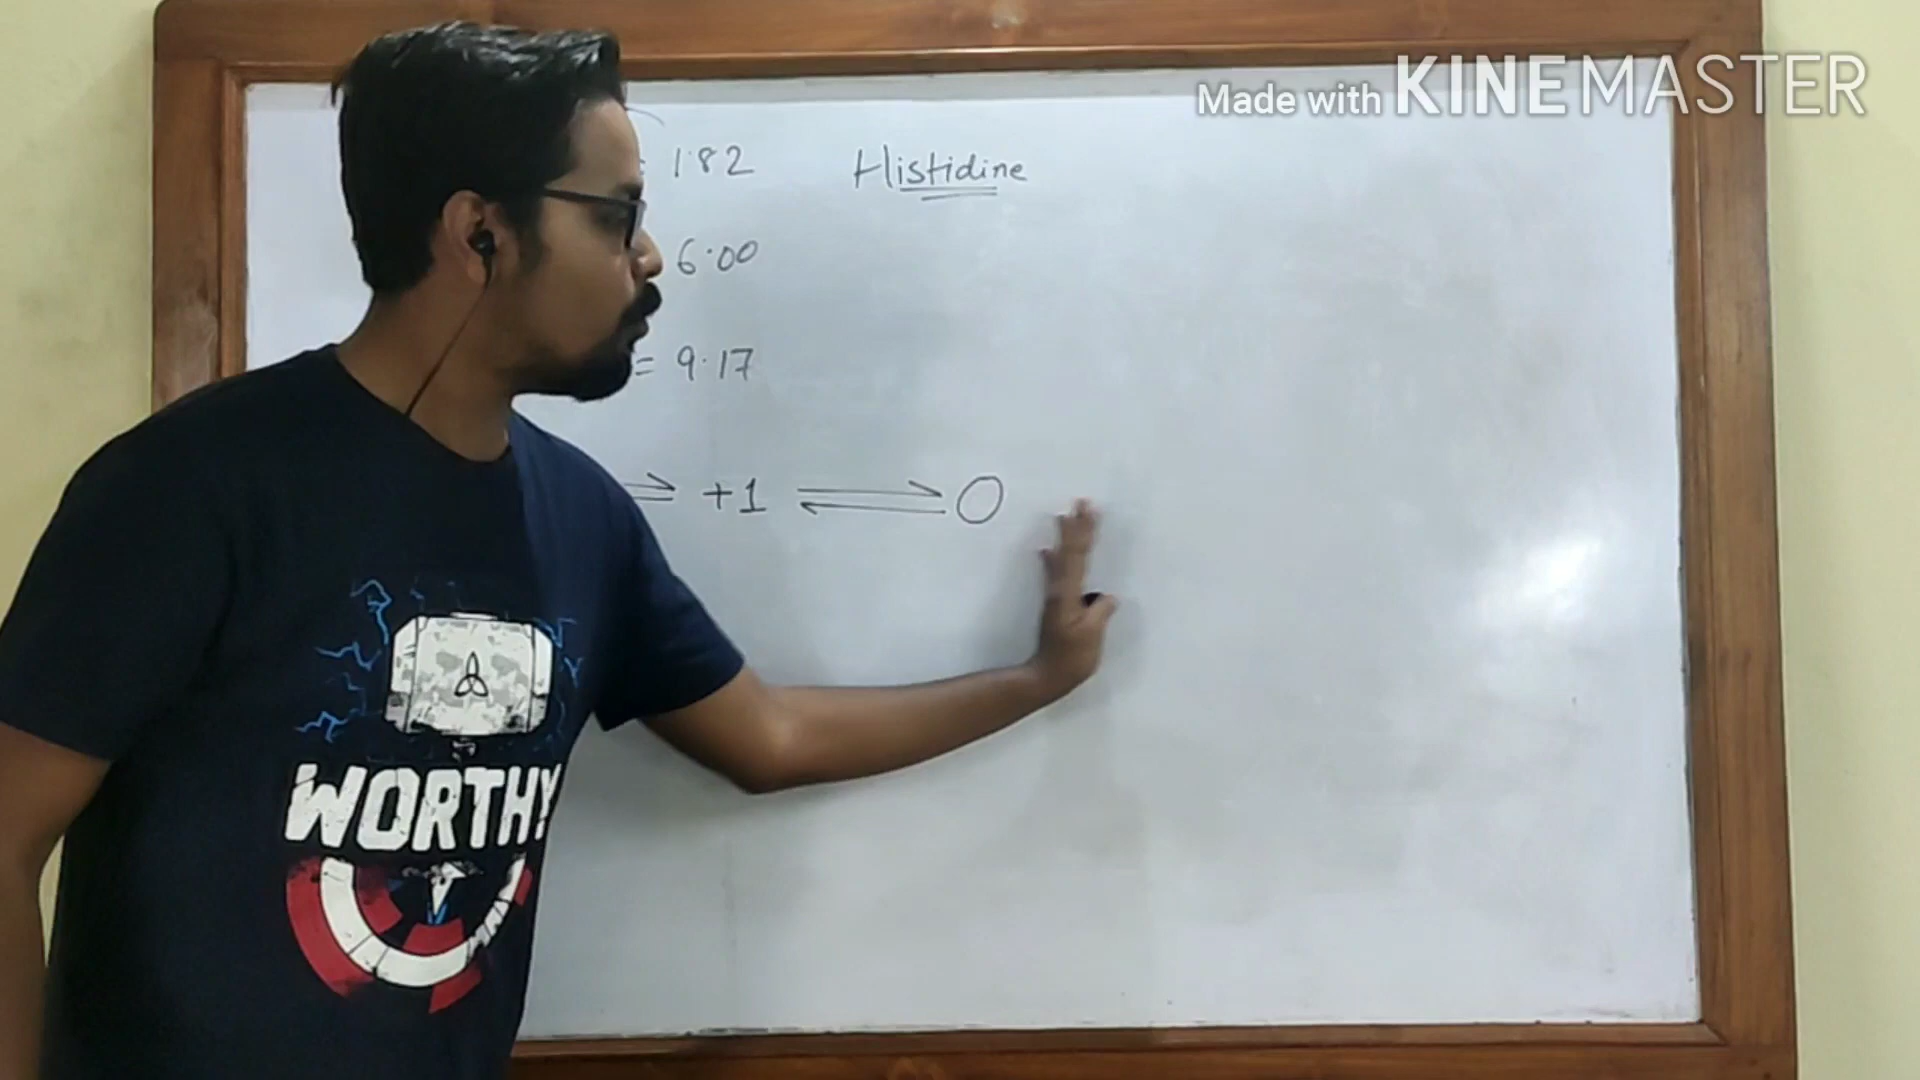 Made with KINEMASTER
= 1.82 Histidine
6.00
= 9.17
⇌ +1 ⇌ 0
WORTHY